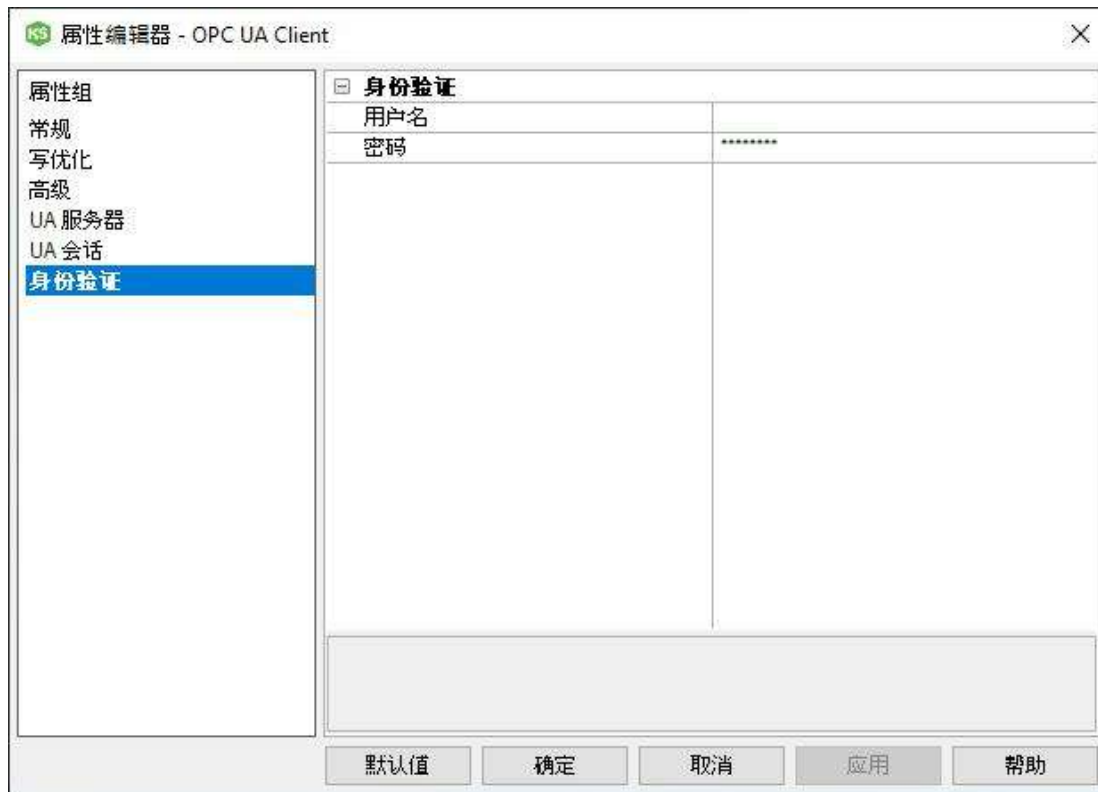 KS 属性编辑器 - OPC UA Client
属性组
常规
写优化
高级
UA 服务器
UA 会话
身份验证
身份验证
用户名
密码 ********
默认值 确定 取消 应用 帮助